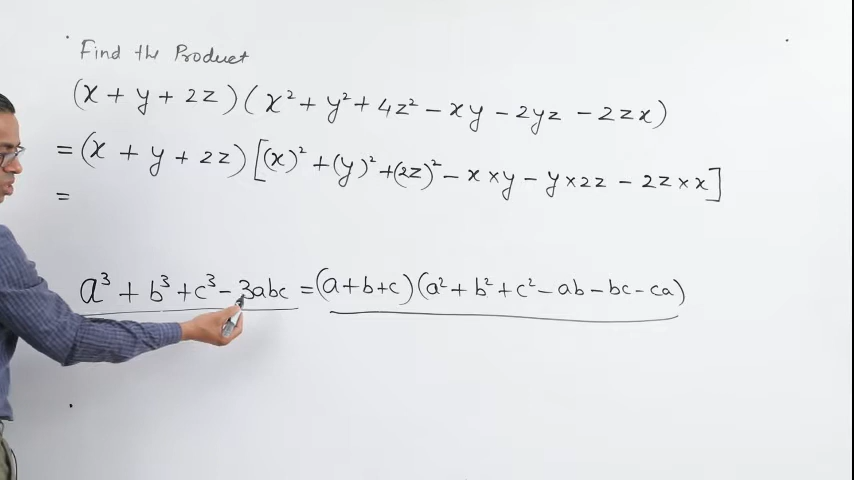 Find the Product
(x + y + 2z) (x² + y² + 4z² - xy - 2yz - 2zx)
= (x + y + 2z) [(x)² + (y)² + (2z)² - x × y - y × 2z - 2z × x]
=
a³ + b³ + c³ - 3abc = (a + b + c) (a² + b² + c² - ab - bc - ca)